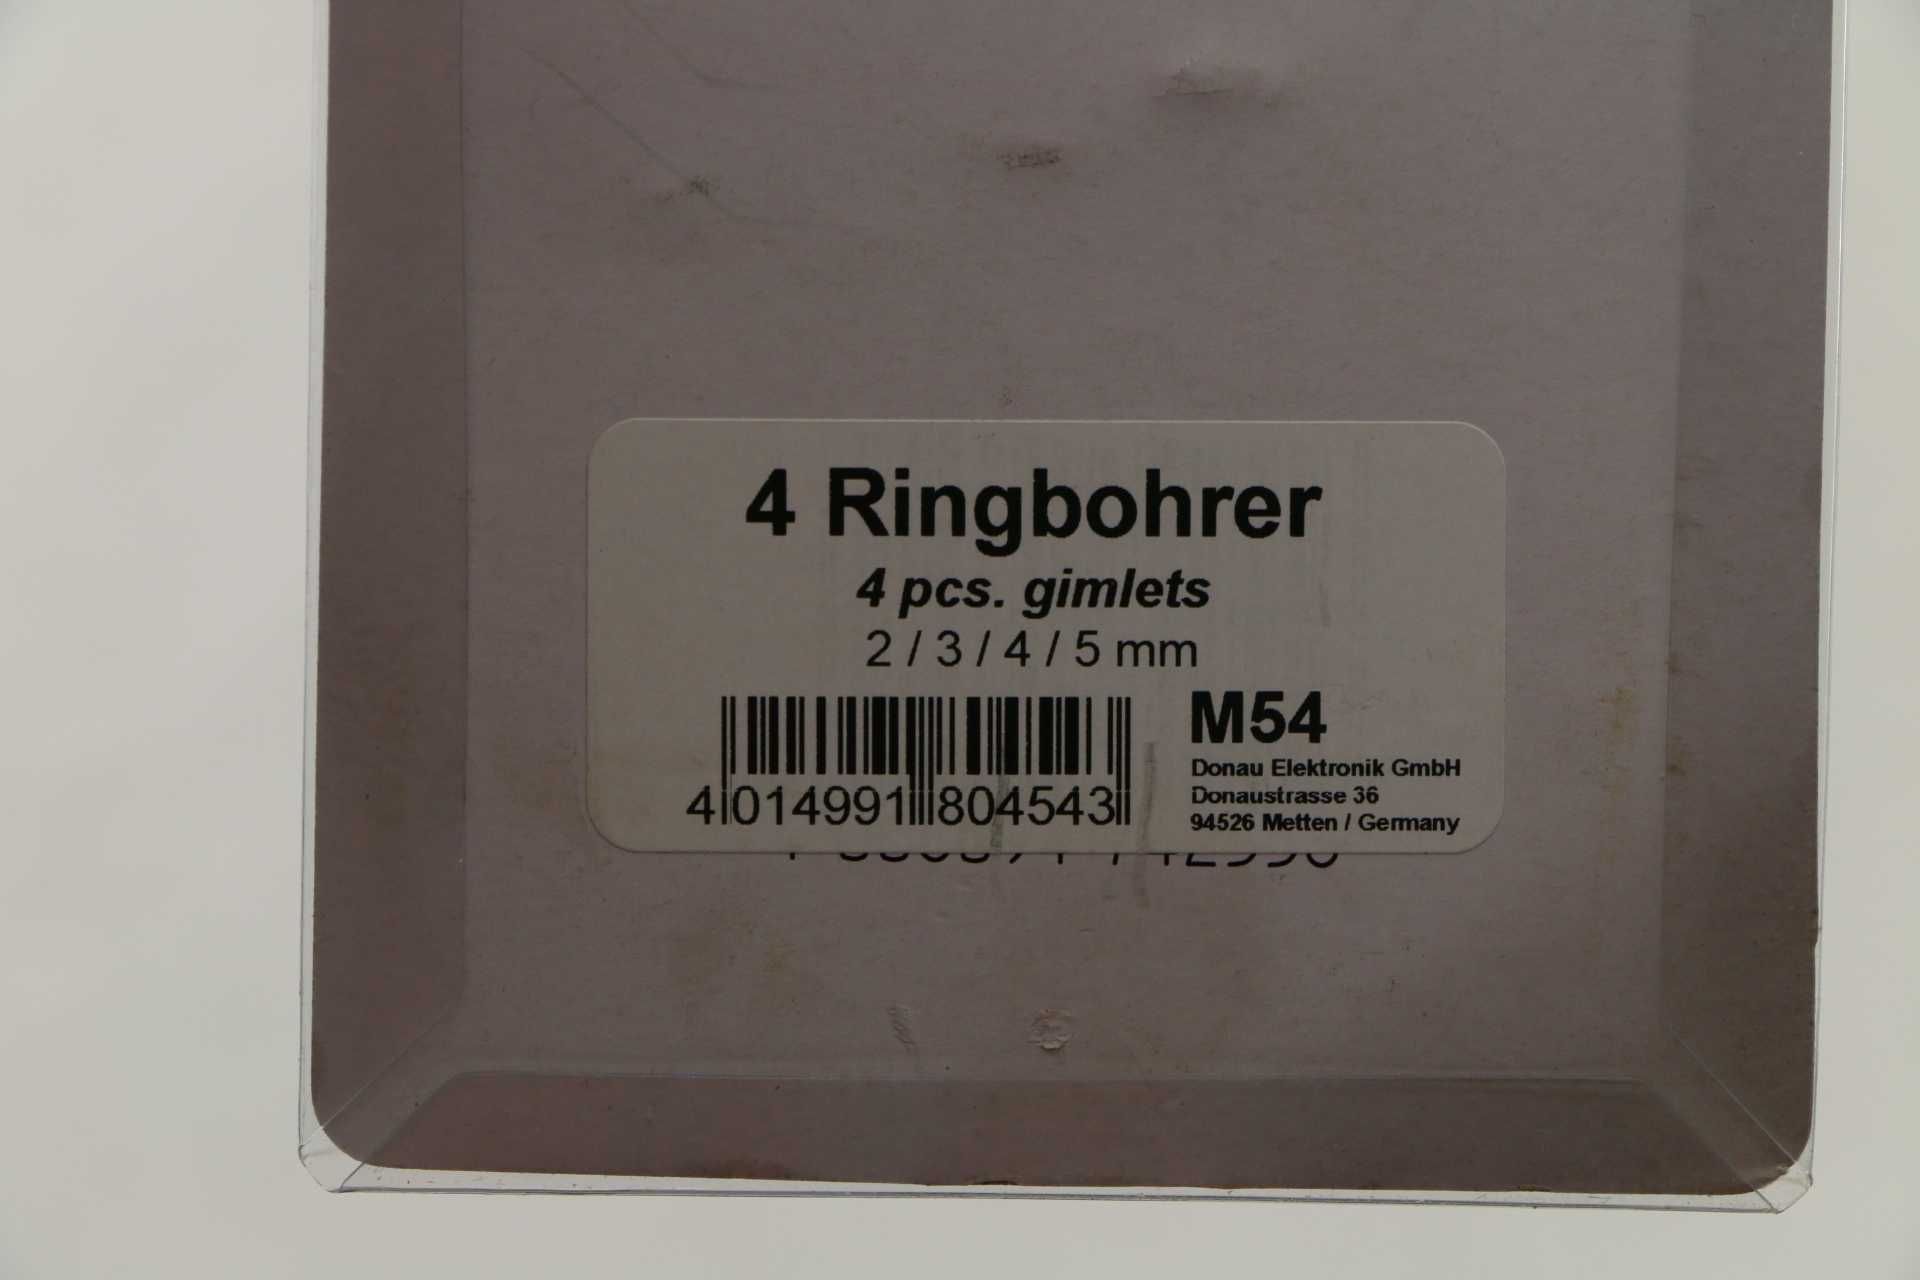 4 Ringbohrer
4 pcs. gimlets
2 / 3 / 4 / 5 mm
M54
Donau Elektronik GmbH
Donaustrasse 36
94526 Metten / Germany
4 014991 804543